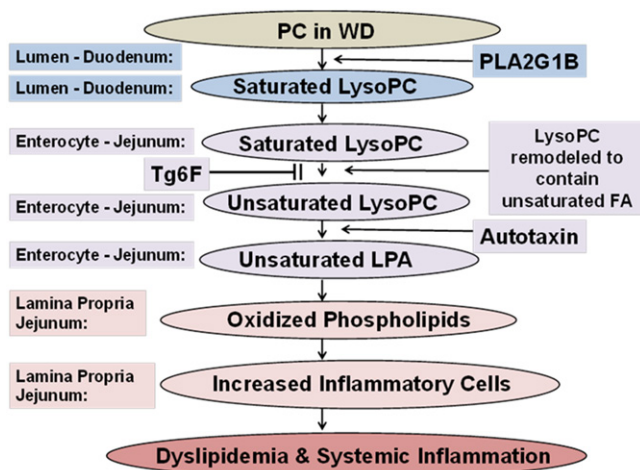 PC in WD
Lumen - Duodenum:
PLA2G1B
Lumen - Duodenum:
Saturated LysoPC
Enterocyte - Jejunum:
Saturated LysoPC
LysoPC
remodeled to
contain
unsaturated FA
Tg6F
Enterocyte - Jejunum:
Unsaturated LysoPC
Autotaxin
Enterocyte - Jejunum:
Unsaturated LPA
Lamina Propria
Jejunum:
Oxidized Phospholipids
Lamina Propria
Jejunum:
Increased Inflammatory Cells
Dyslipidemia & Systemic Inflammation